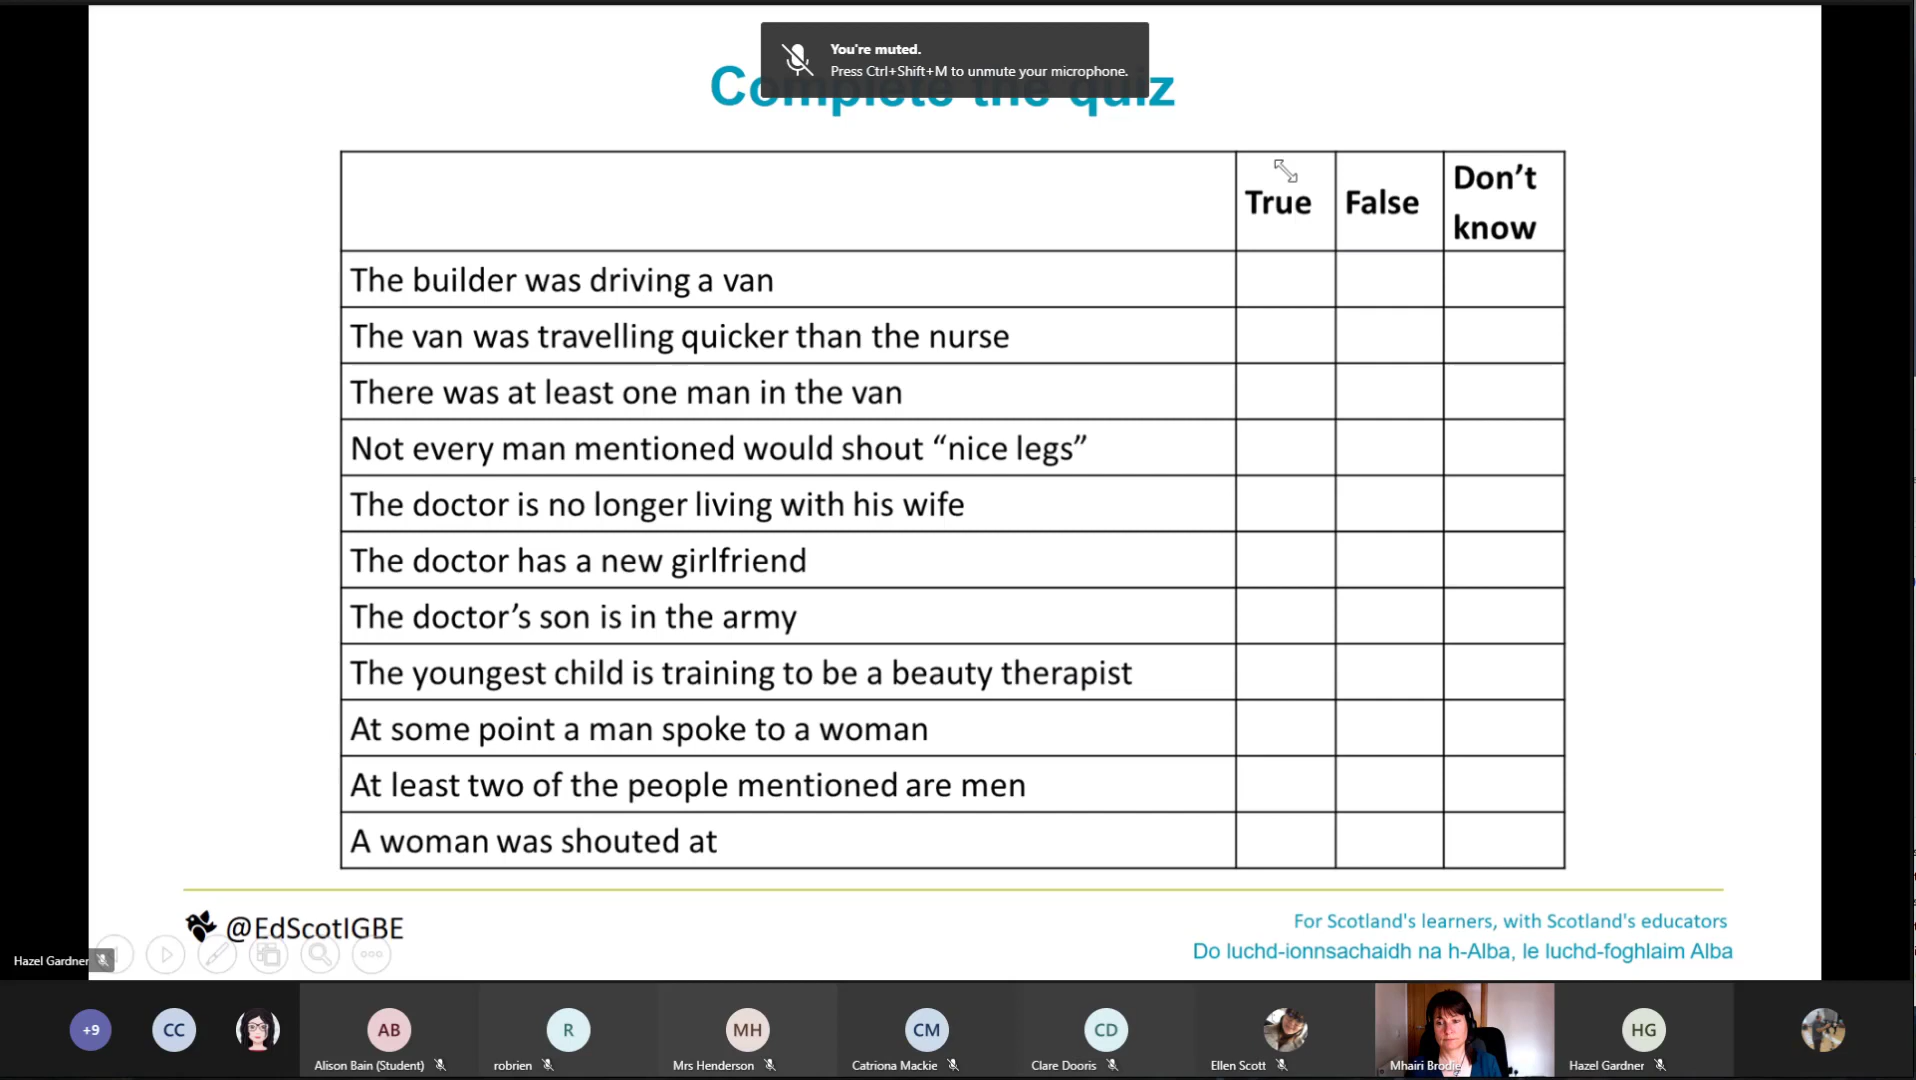 You're muted.
Press Ctrl+Shift+M to unmute your microphone.
Complete the quiz
True
False
Don't
know
The builder was driving a van
The van was travelling quicker than the nurse
There was at least one man in the van
Not every man mentioned would shout “nice legs”
The doctor is no longer living with his wife
The doctor has a new girlfriend
The doctor’s son is in the army
The youngest child is training to be a beauty therapist
At some point a man spoke to a woman
At least two of the people mentioned are men
A woman was shouted at
@EdScotIGBE
For Scotland's learners, with Scotland's educators
Do luchd-ionnsachaidh na h-Alba, le luchd-foghlaim Alba
Hazel Gardner
+9
CC
AB
Alison Bain (Student)
R
robrien
MH
Mrs Henderson
CM
Catriona Mackie
CD
Clare Dooris
Ellen Scott
Mhairi Brodie
HG
Hazel Gardner